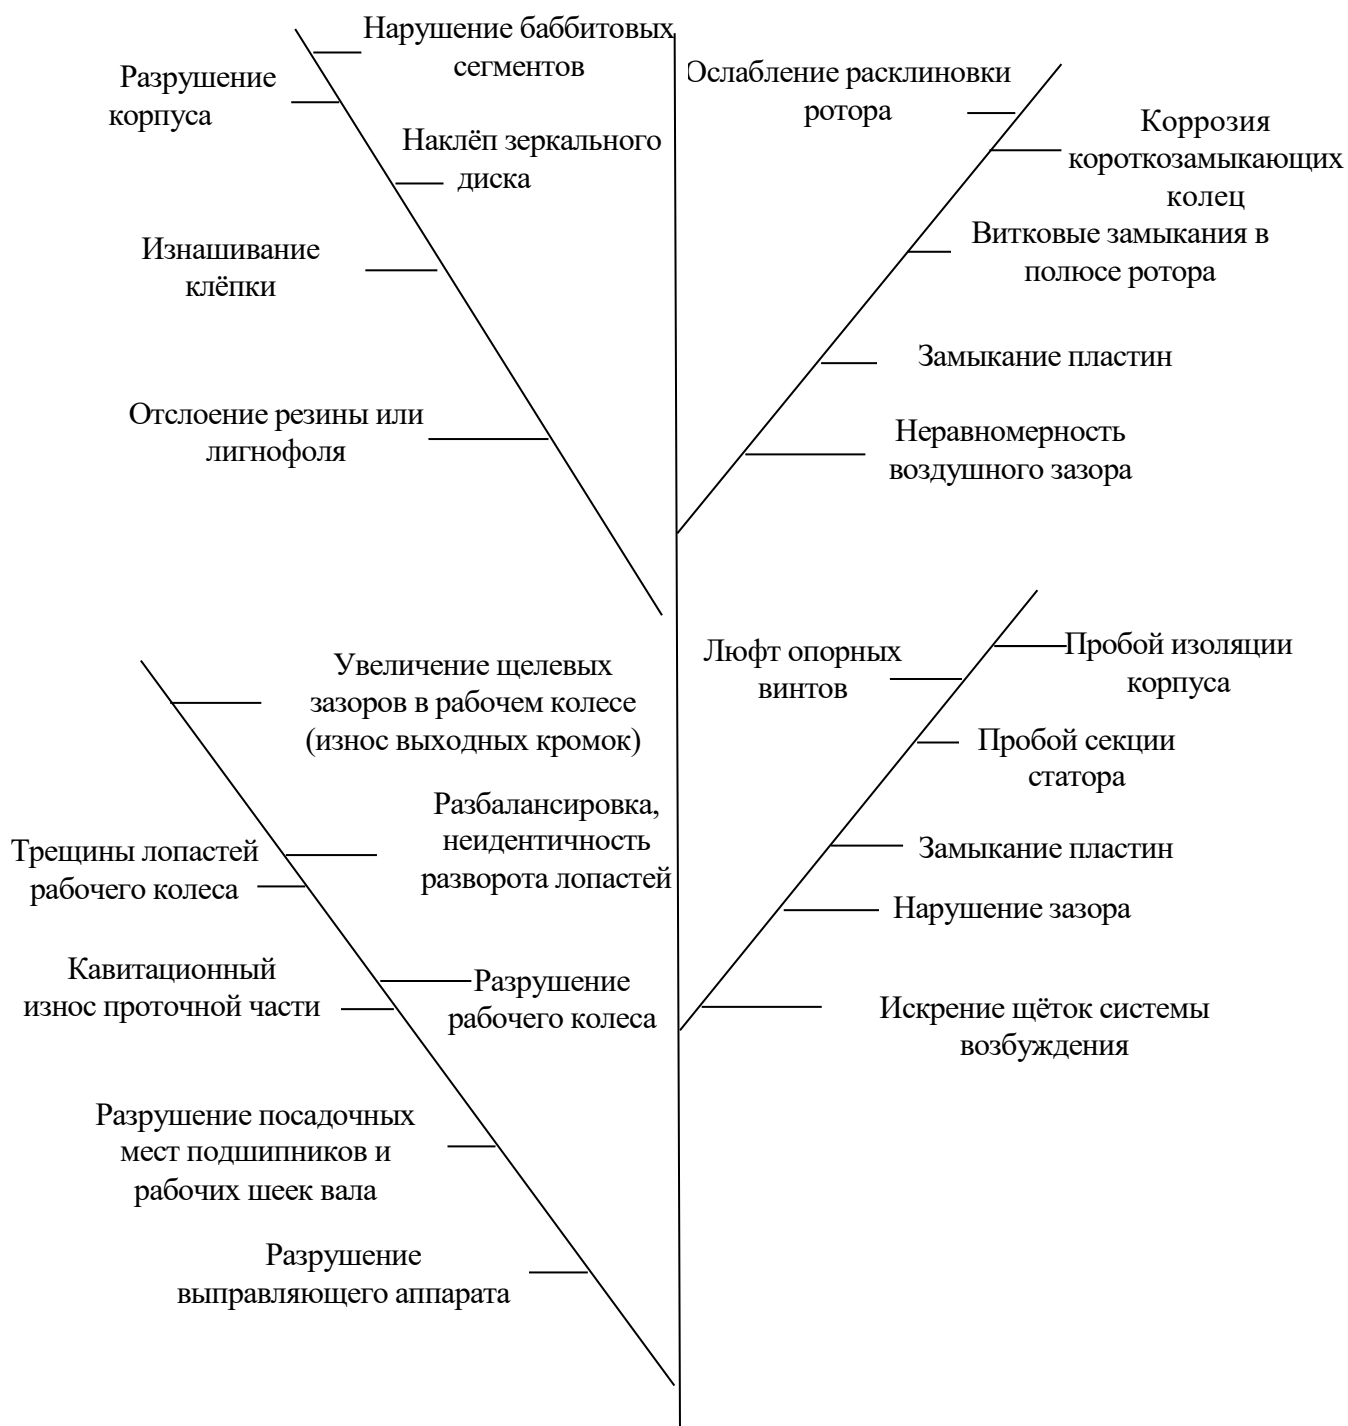 Нарушение баббитовых
сегментов
Разрушение
корпуса
Наклёп зеркального
диска
Изнашивание
клёпки
Отслоение резины или
лигнофоля
Ослабление расклиновки
ротора
Коррозия
короткозамыкающих
колец
Витковые замыкания в
полюсе ротора
Замыкание пластин
Неравномерность
воздушного зазора
Увеличение щелевых
зазоров в рабочем колесе
(износ выходных кромок)
Разбалансировка,
неидентичность
разворота лопастей
Трещины лопастей
рабочего колеса
Кавитационный
износ проточной части
Разрушение
рабочего колеса
Разрушение посадочных
мест подшипников и
рабочих шеек вала
Разрушение
выправляющего аппарата
Люфт опорных
винтов
Пробой изоляции
корпуса
Пробой секции
статора
Замыкание пластин
Нарушение зазора
Искрение щёток системы
возбуждения